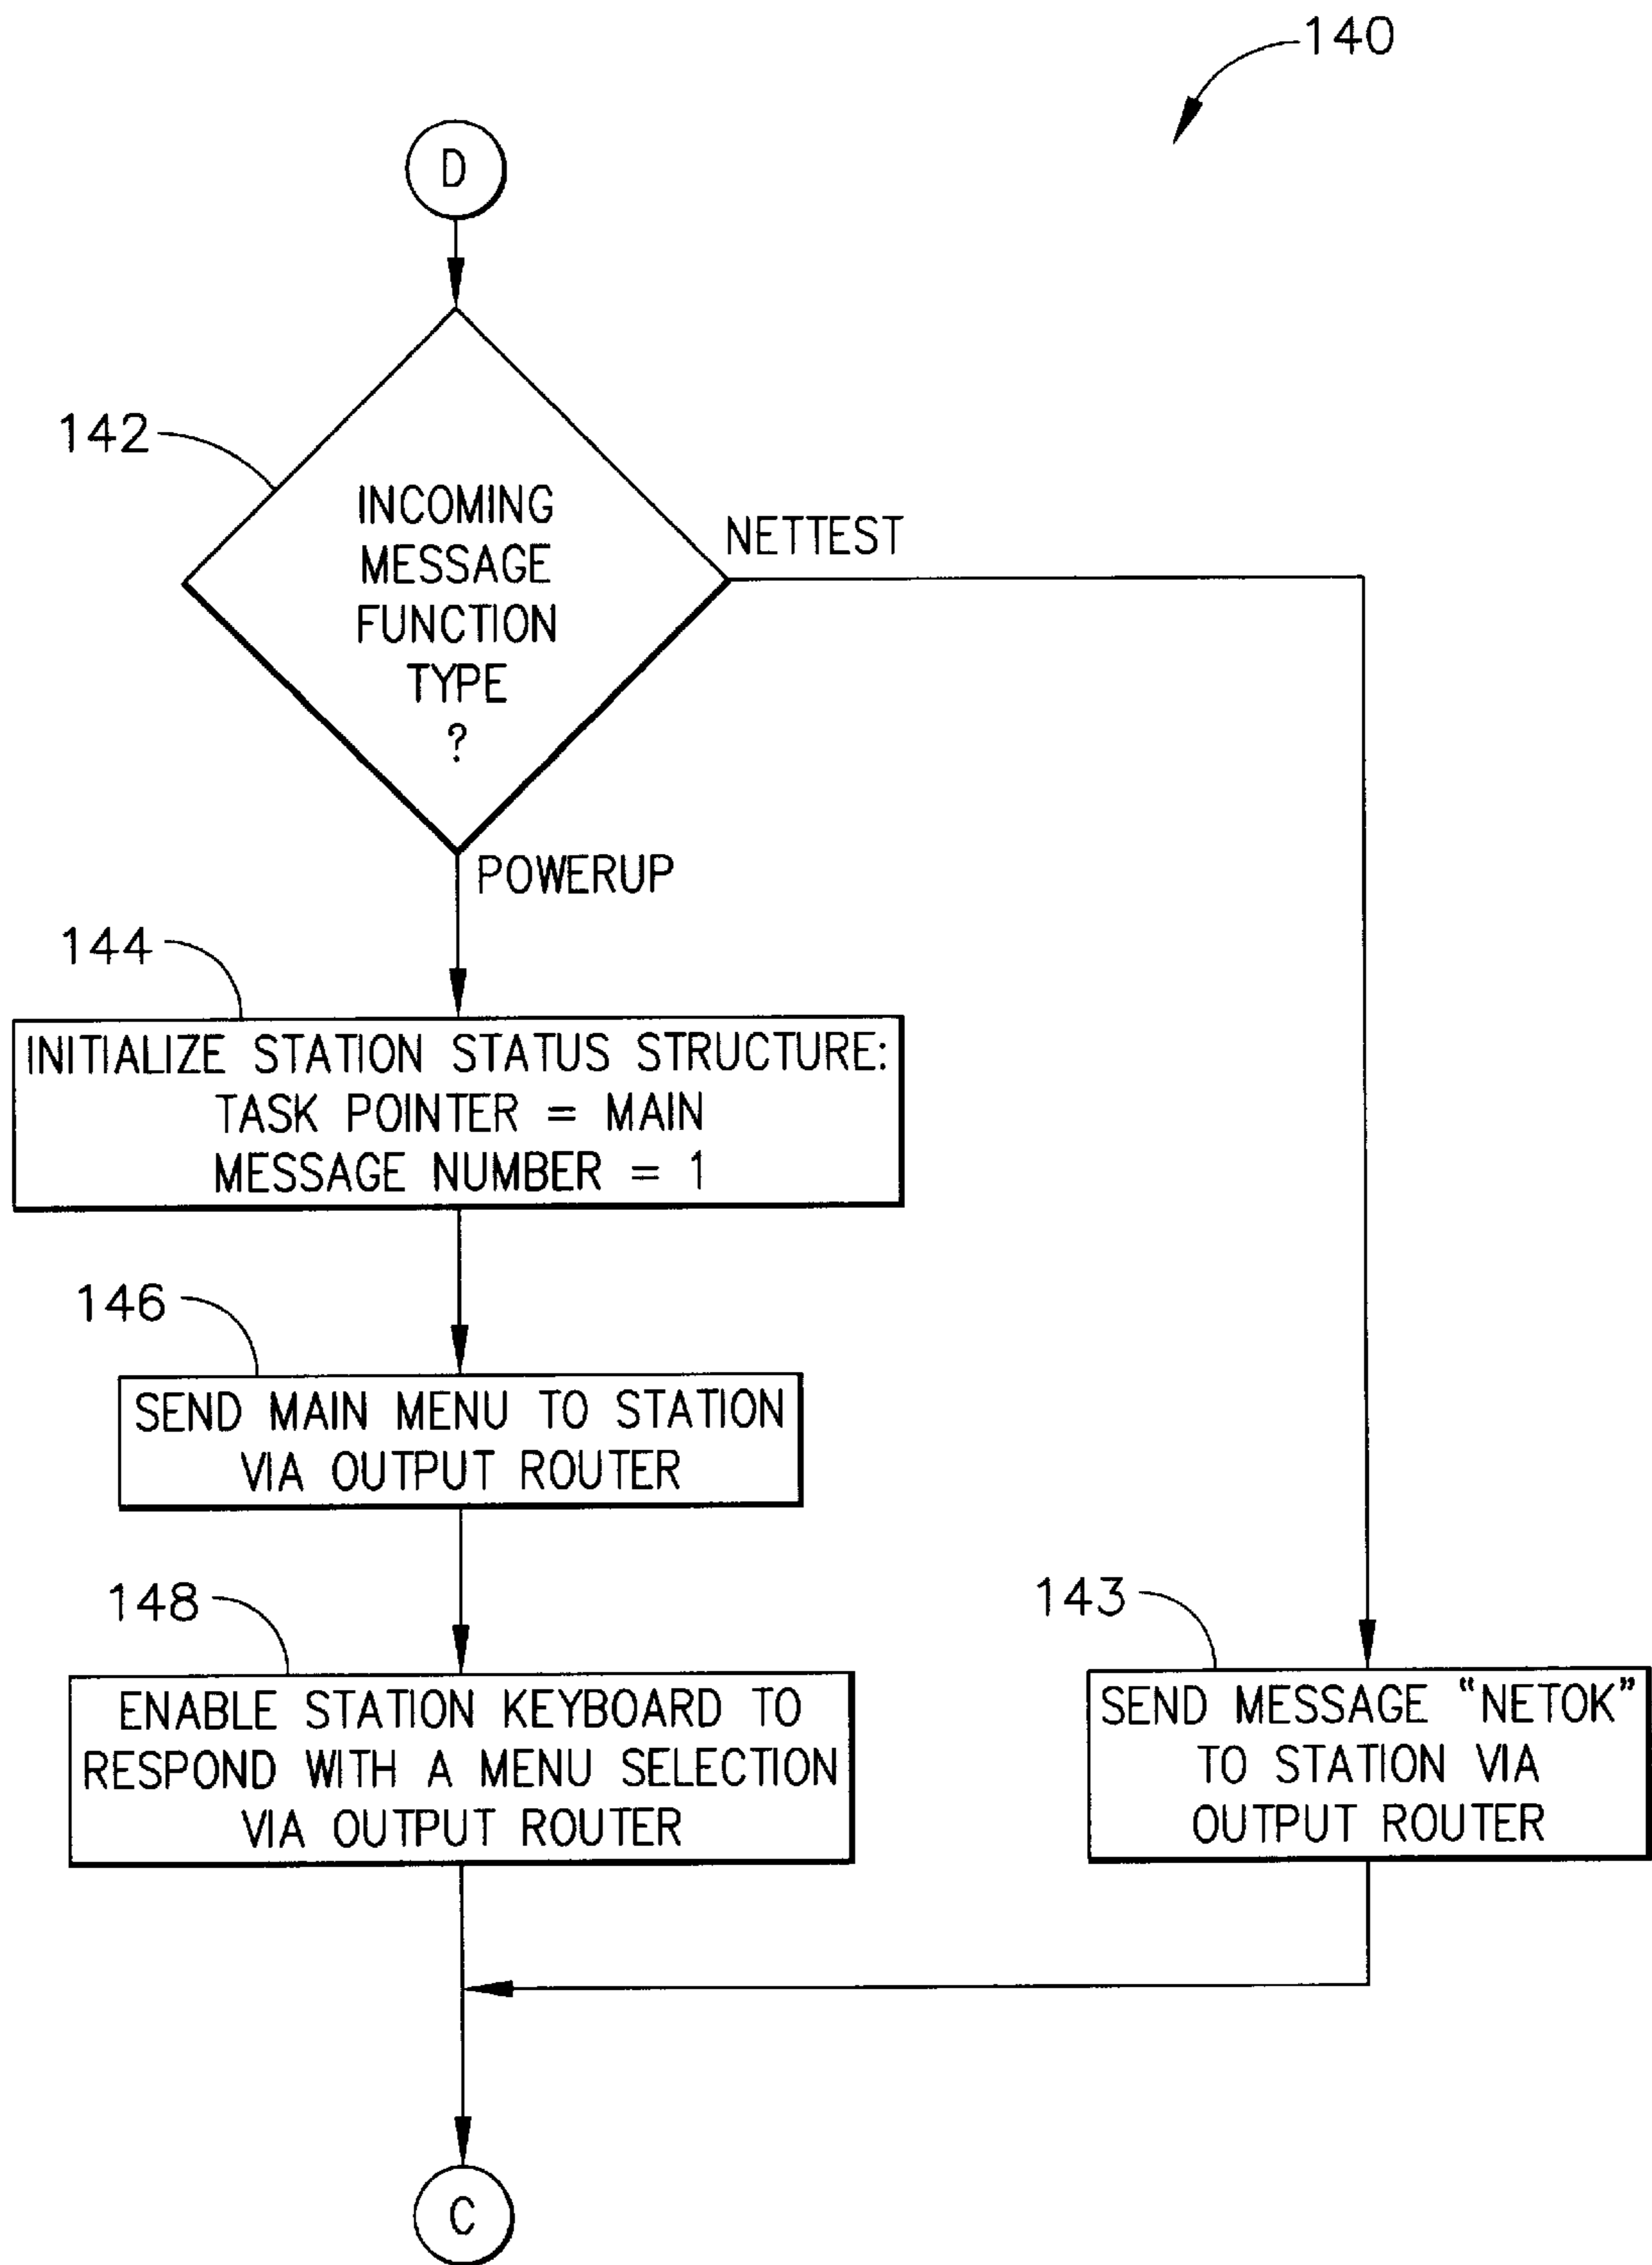 140
D
142
INCOMING
MESSAGE
FUNCTION
TYPE
?
NETTEST
POWERUP
144
INITIALIZE STATION STATUS STRUCTURE:
TASK POINTER = MAIN
MESSAGE NUMBER = 1
146
SEND MAIN MENU TO STATION
VIA OUTPUT ROUTER
148
ENABLE STATION KEYBOARD TO
RESPOND WITH A MENU SELECTION
VIA OUTPUT ROUTER
143
SEND MESSAGE “NETOK”
TO STATION VIA
OUTPUT ROUTER
C